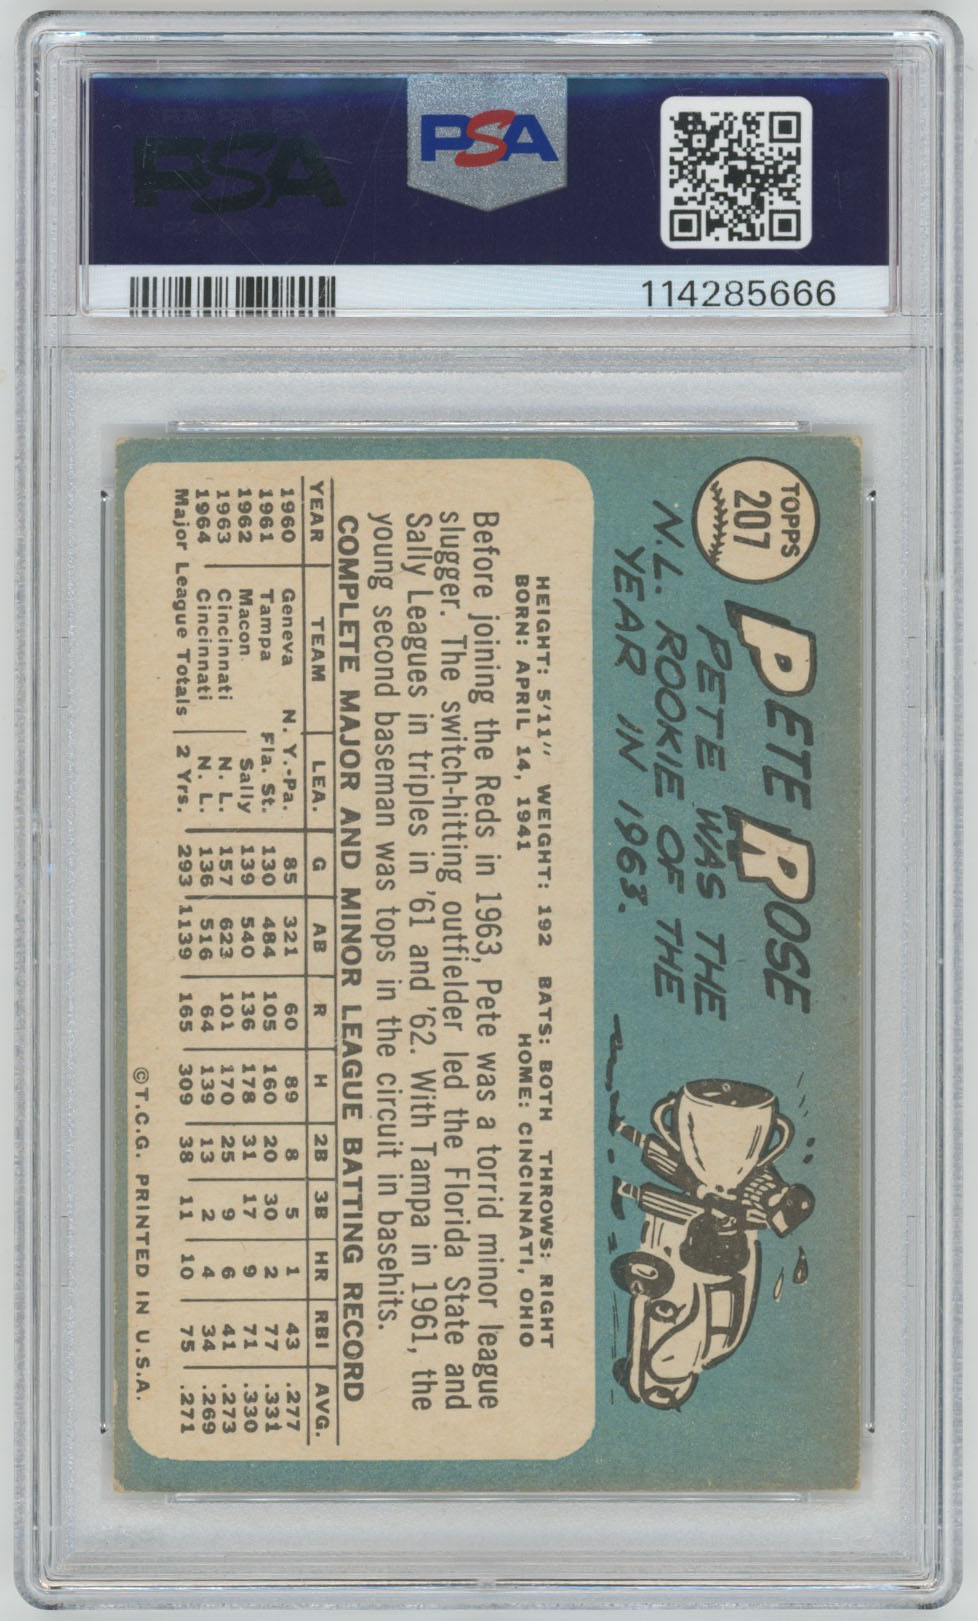 PSA
PSA
114285666
TOPPS
207
PETE ROSE
PETE WAS THE
N.L. ROOKIE OF THE
YEAR IN 1963.
HEIGHT: 5'11" WEIGHT: 192 BATS: BOTH THROWS: RIGHT
BORN: APRIL 14, 1941 HOME: CINCINNATI, OHIO
Before joining the Reds in 1963, Pete was a torrid minor league
slugger. The switch-hitting outfielder led the Florida State and
Sally Leagues in triples in '61 and '62. With Tampa in 1961, the
young second baseman was tops in the circuit in basehits.
COMPLETE MAJOR AND MINOR LEAGUE BATTING RECORD
YEAR TEAM LEA. G AB R H 2B 3B HR RBI AVG.
1960 Geneva N. Y.-Pa. 85 321 60 89 8 5 1 43 .277
1961 Tampa Fla. St. 130 484 105 160 20 30 2 77 .331
1962 Macon Sally 139 540 136 178 31 17 9 71 .330
1963 Cincinnati N. L. 157 623 101 170 25 9 6 41 .273
1964 Cincinnati N. L. 136 516 64 139 13 2 4 34 .269
Major League Totals 2 Yrs. 293 1139 165 309 38 11 10 75 .271
©T.C.G. PRINTED IN U.S.A.